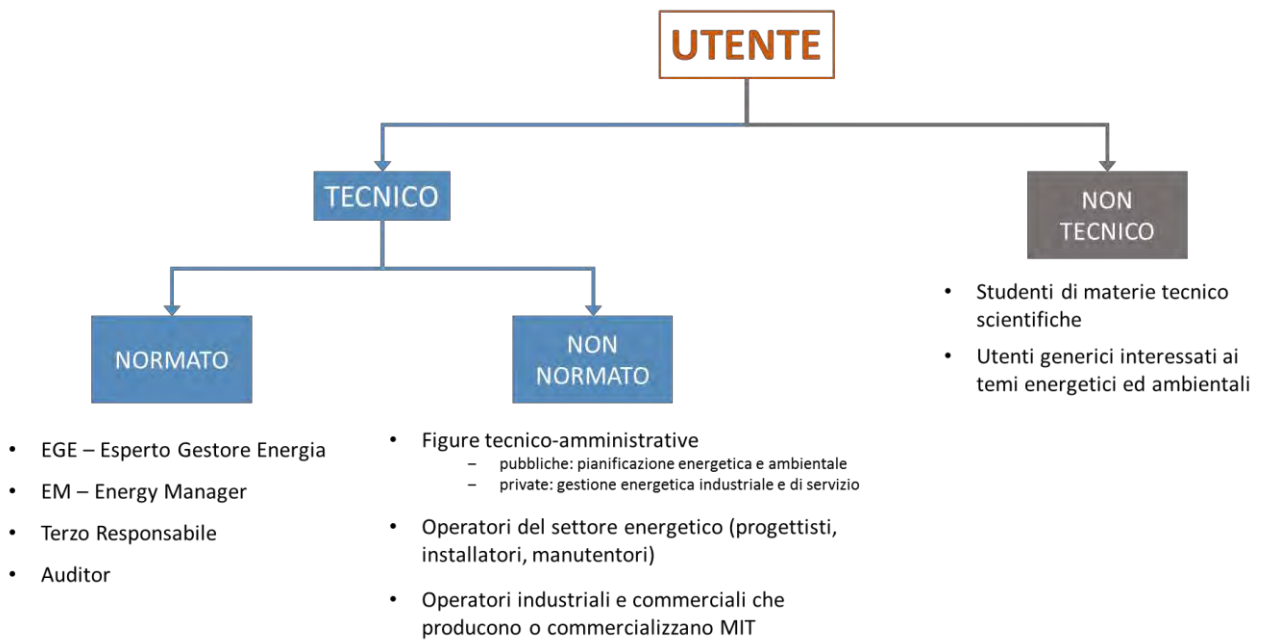 UTENTE
TECNICO
NON
TECNICO
NORMATO
NON
NORMATO
• Studenti di materie tecnico
scientifiche
• Utenti generici interessati ai
temi energetici ed ambientali
• EGE – Esperto Gestore Energia
• EM – Energy Manager
• Terzo Responsabile
• Auditor
• Figure tecnico-amministrative
– pubbliche: pianificazione energetica e ambientale
– private: gestione energetica industriale e di servizio
• Operatori del settore energetico (progettisti,
installatori, manutentori)
• Operatori industriali e commerciali che
producono o commercializzano MIT